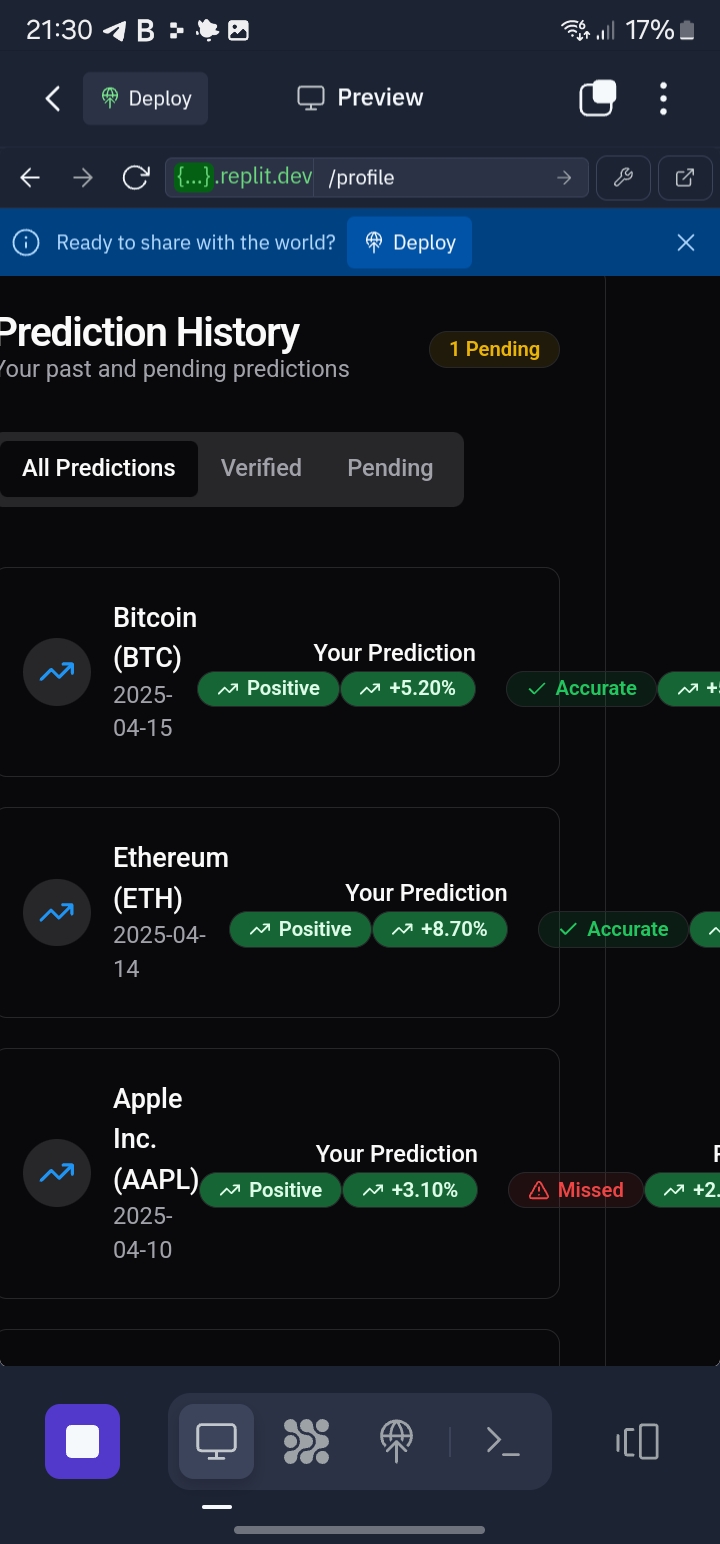 21:30 B 6 17%
Deploy Preview
{...}.replit.dev /profile
Ready to share with the world? Deploy
Prediction History
1 Pending
Your past and pending predictions
All Predictions Verified Pending
Bitcoin
(BTC)
2025-
04-15
Your Prediction
Positive +5.20% Accurate
Ethereum
(ETH)
2025-04-
14
Your Prediction
Positive +8.70% Accurate
Apple
Inc.
(AAPL)
2025-
04-10
Your Prediction
Positive +3.10% Missed +2.